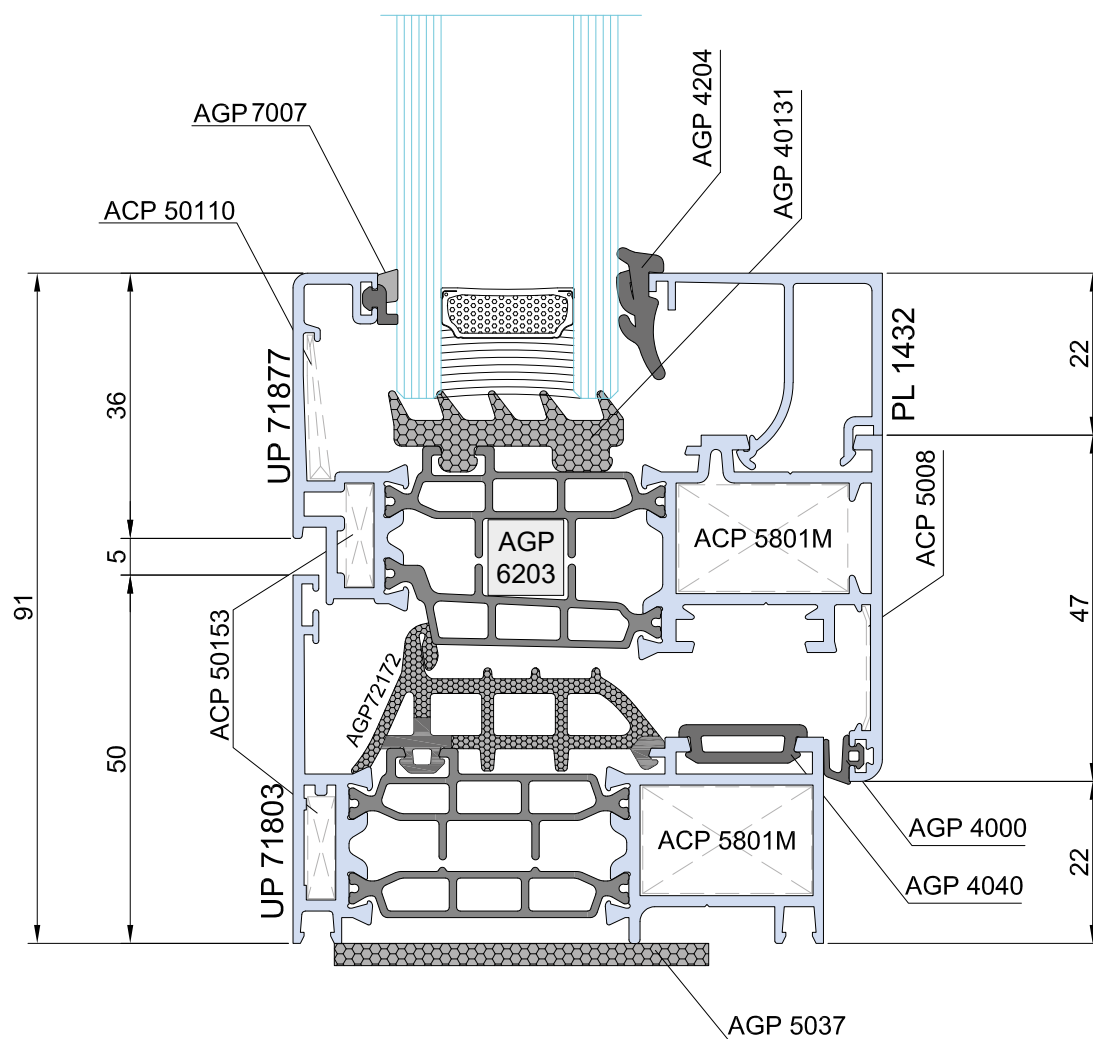 AGP 7007
AGP 4204
AGP 40131
ACP 50110
36
UP 71877
PL 1432
22
5
AGP
6203
ACP 5801M
ACP 5008
91
ACP 50153
AGP72172
47
50
UP 71803
ACP 5801M
AGP 4000
22
AGP 4040
AGP 5037